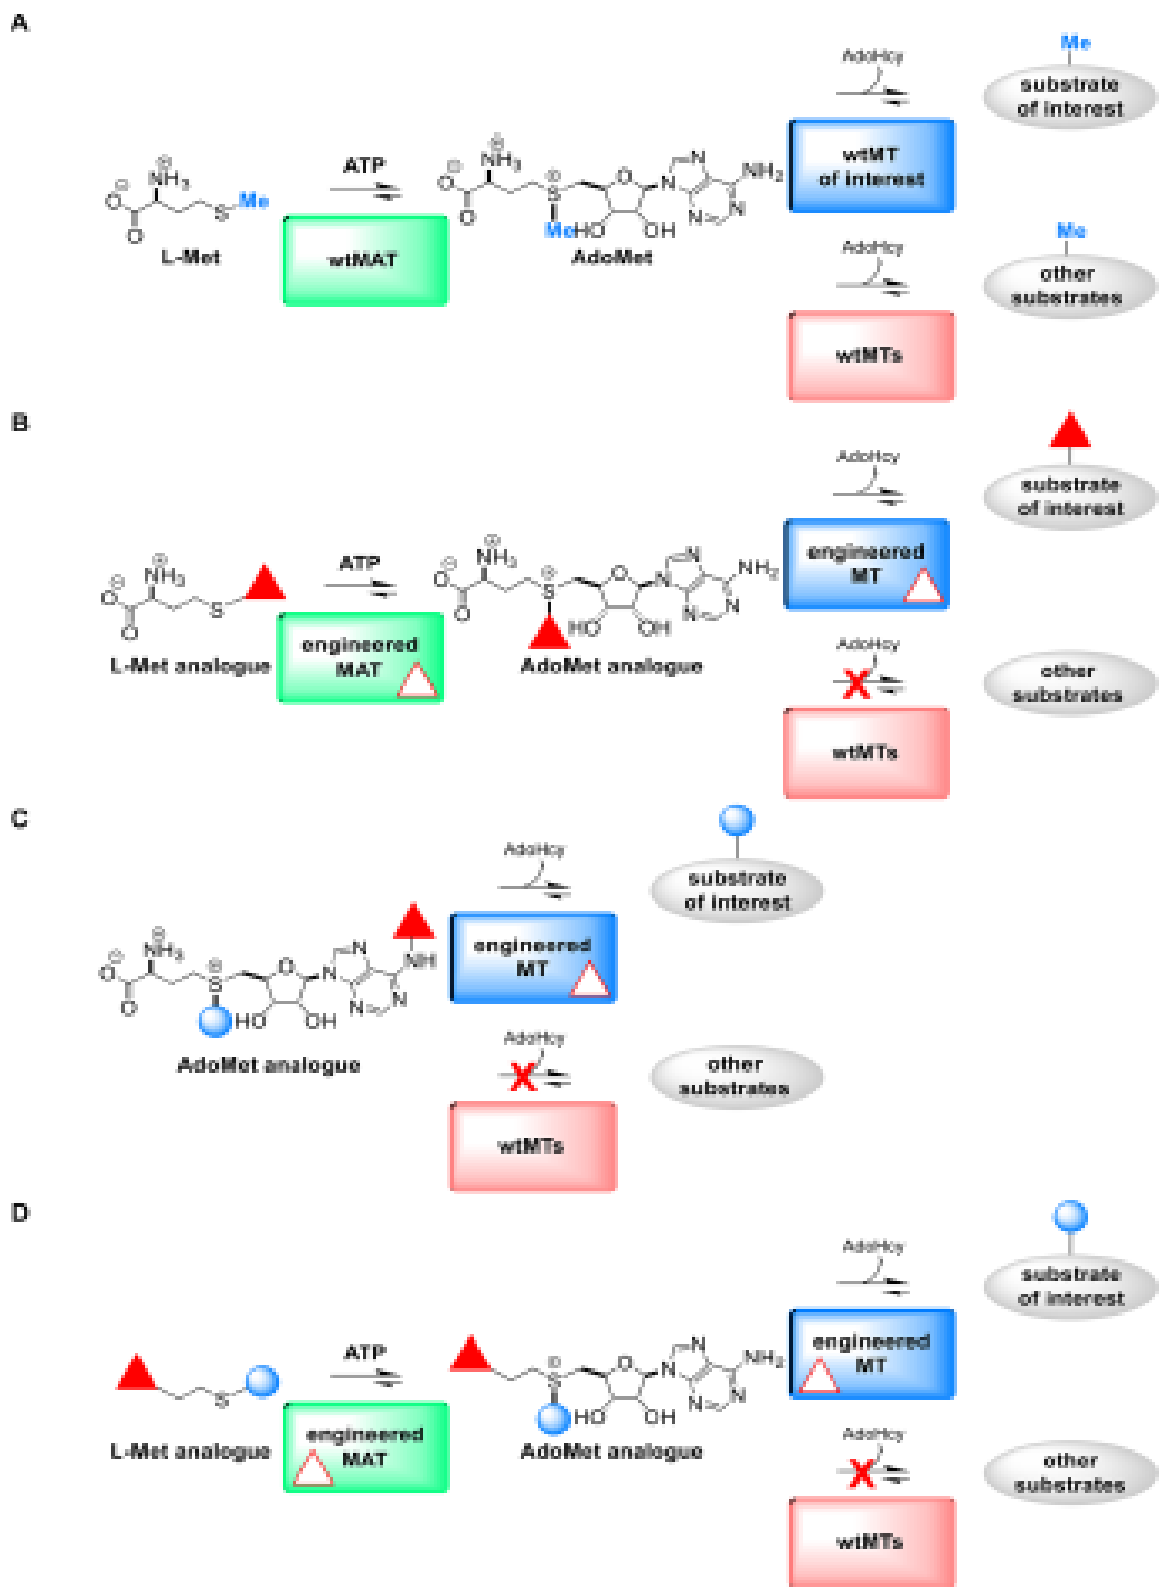 A
AdoHcy
Me
substrate
of interest
NH3
O
O
S
Me
L-Met
ATP
wtMAT
NH3
O
O
S
Me
HO
OH
O
N
N
N
N
NH2
AdoMet
wtMT
of interest
AdoHcy
Me
other
substrates
wtMTs
B
AdoHcy
substrate
of interest
NH3
O
O
S
L-Met analogue
ATP
engineered
MAT
NH3
O
O
S
HO
OH
O
N
N
N
N
NH2
AdoMet analogue
engineered
MT
AdoHcy
X
other
substrates
wtMTs
C
AdoHcy
substrate
of interest
NH3
O
O
S
HO
OH
O
N
N
N
N
NH
AdoMet analogue
engineered
MT
AdoHcy
X
other
substrates
wtMTs
D
AdoHcy
substrate
of interest
S
L-Met analogue
ATP
engineered
MAT
S
HO
OH
O
N
N
N
N
NH2
AdoMet analogue
engineered
MT
AdoHcy
X
other
substrates
wtMTs